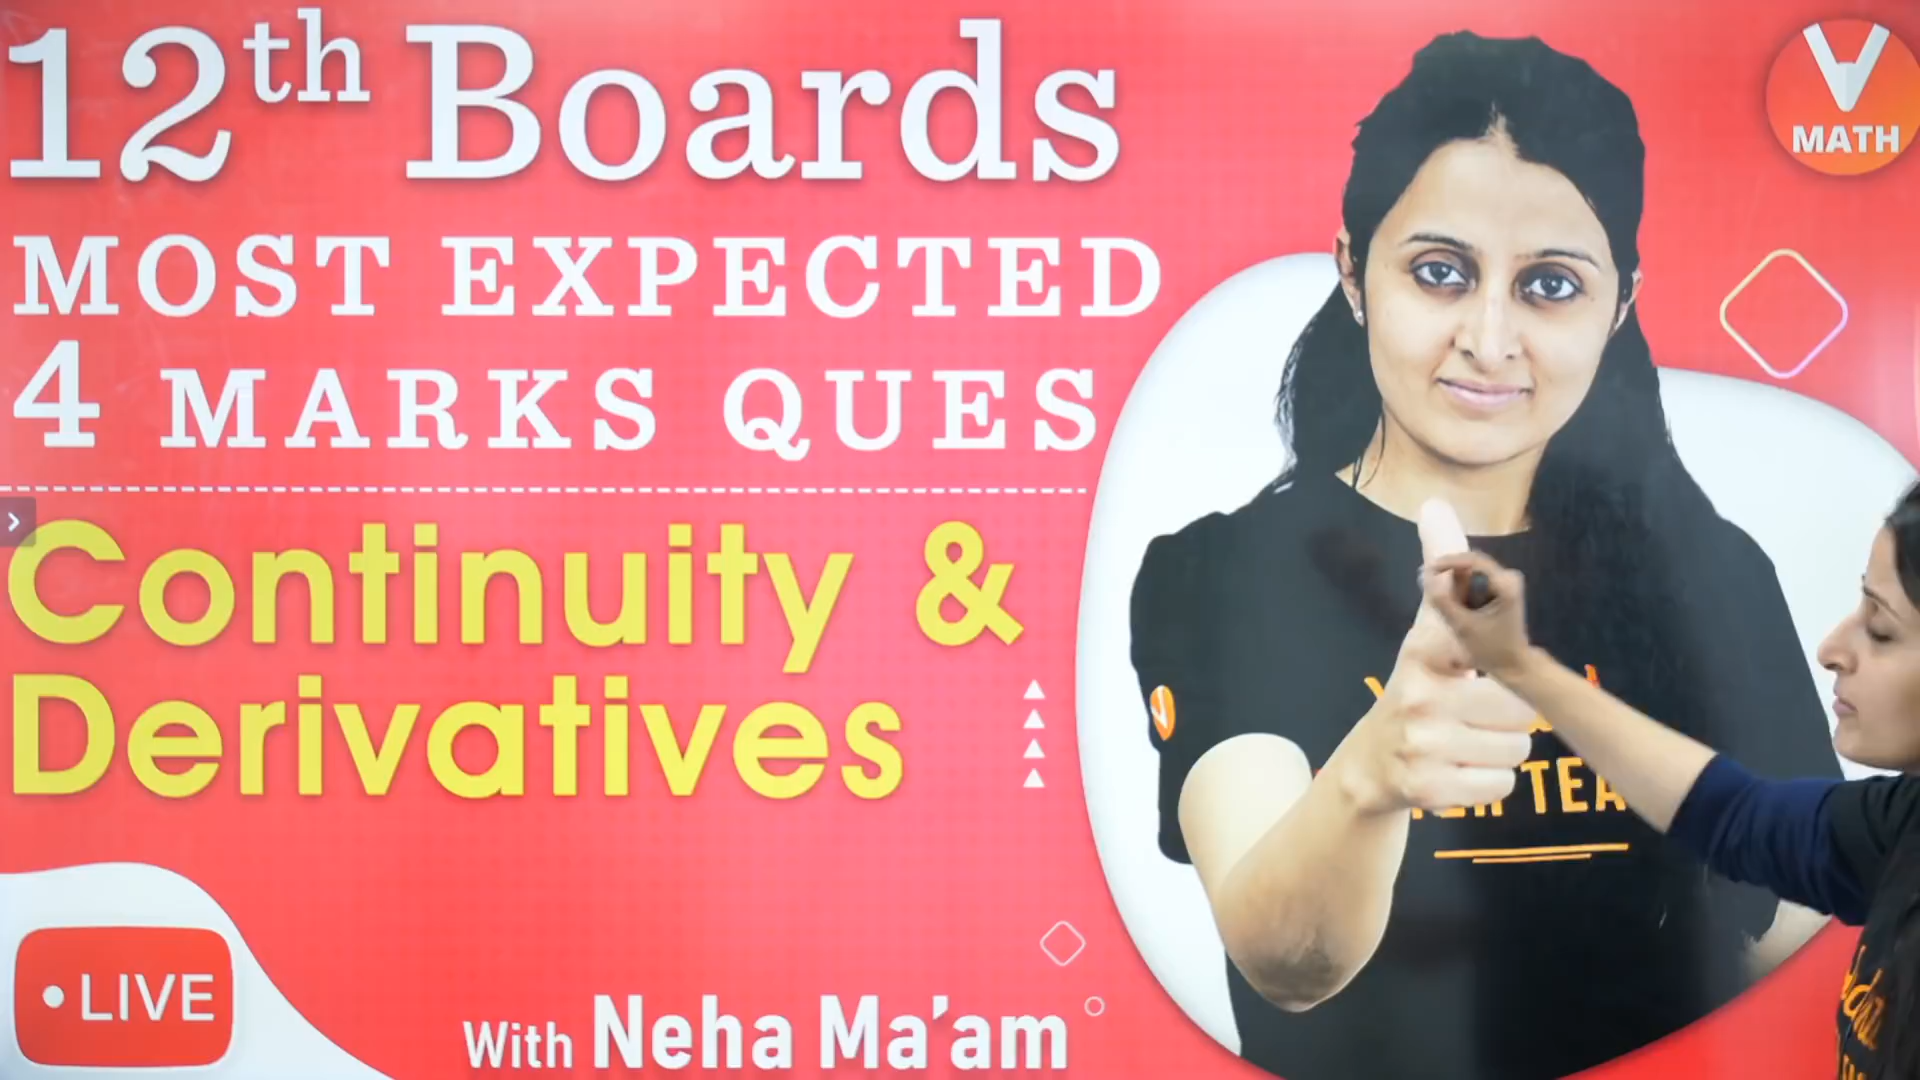 12th Boards
MOST EXPECTED
4 MARKS QUES
Continuity &
Derivatives
LIVE
With Neha Ma'am
MATH